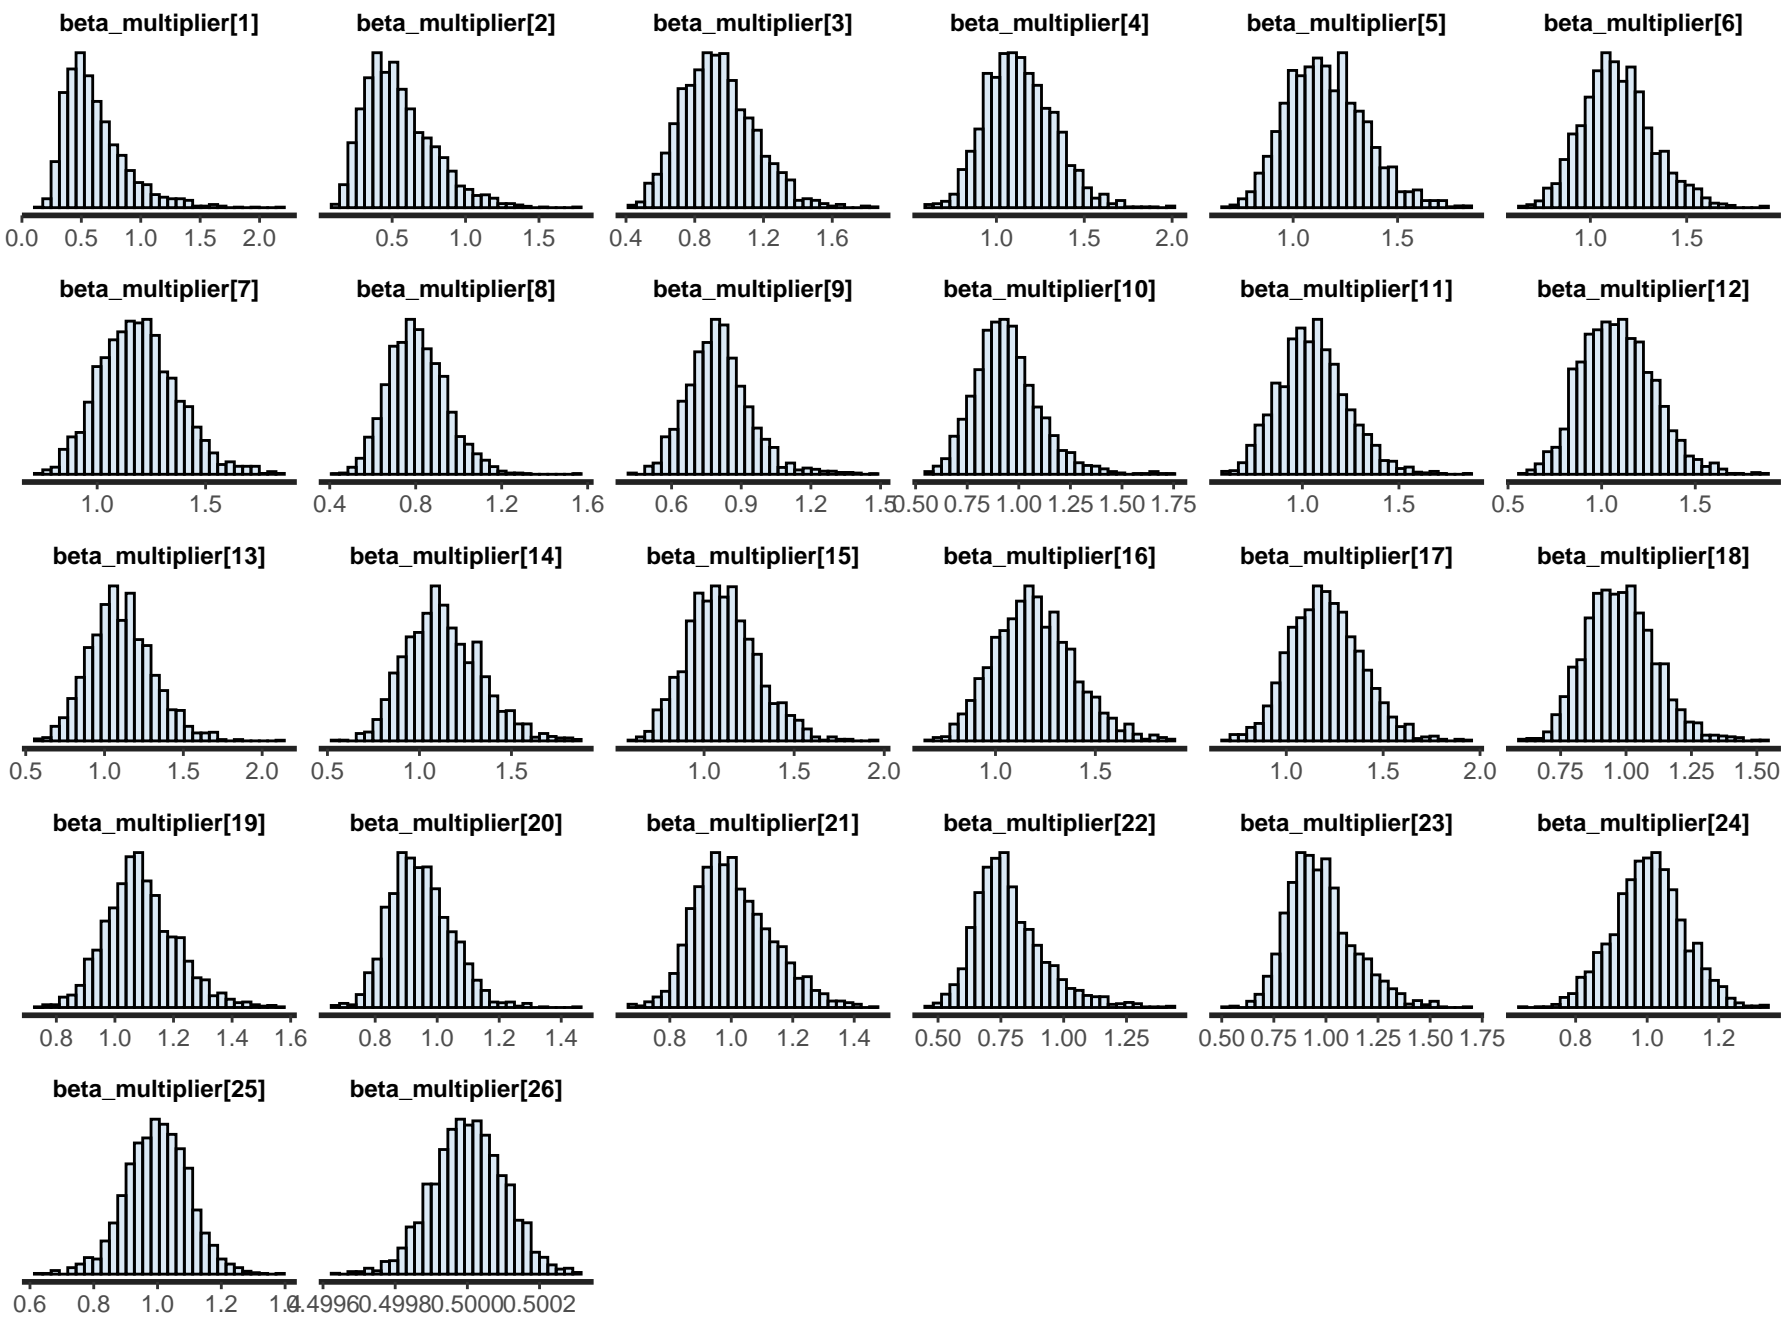 beta_multiplier[1] beta_multiplier[2] beta_multiplier[3] beta_multiplier[4] beta_multiplier[5] beta_multiplier[6]
0.0 0.5 1.0 1.5 2.0 0.5 1.0 1.5 0.4 0.8 1.2 1.6 1.0 1.5 2.0 1.0 1.5 1.0 1.5
beta_multiplier[7] beta_multiplier[8] beta_multiplier[9] beta_multiplier[10] beta_multiplier[11] beta_multiplier[12]
1.0 1.5 0.4 0.8 1.2 1.6 0.6 0.9 1.2 1.5 0.50 0.75 1.00 1.25 1.50 1.75 1.0 1.5 0.5 1.0 1.5
beta_multiplier[13] beta_multiplier[14] beta_multiplier[15] beta_multiplier[16] beta_multiplier[17] beta_multiplier[18]
0.5 1.0 1.5 2.0 0.5 1.0 1.5 1.0 1.5 2.0 1.0 1.5 1.0 1.5 2.0 0.75 1.00 1.25 1.50
beta_multiplier[19] beta_multiplier[20] beta_multiplier[21] beta_multiplier[22] beta_multiplier[23] beta_multiplier[24]
0.8 1.0 1.2 1.4 1.6 0.8 1.0 1.2 1.4 0.8 1.0 1.2 1.4 0.50 0.75 1.00 1.25 0.50 0.75 1.00 1.25 1.50 1.75 0.8 1.0 1.2
beta_multiplier[25] beta_multiplier[26]
0.6 0.8 1.0 1.2 1.4 0.4996 0.4998 0.5000 0.5002